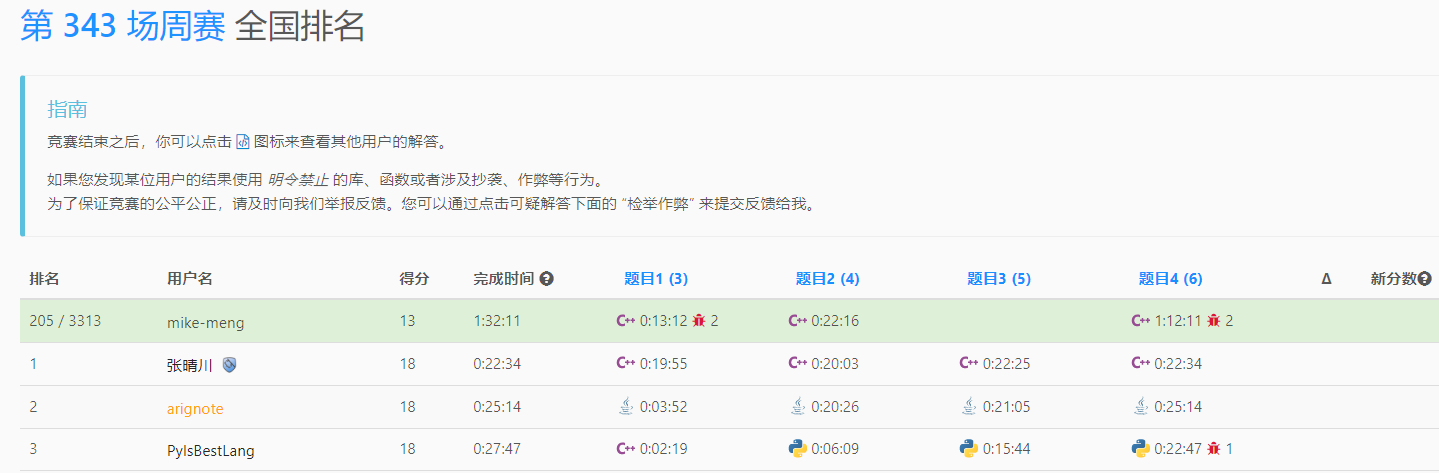 第 343 场周赛 全国排名
指南
竞赛结束之后，你可以点击 图标来查看其他用户的解答。
如果您发现某位用户的结果使用 明令禁止 的库、函数或者涉及抄袭、作弊等行为。
为了保证竞赛的公平公正，请及时向我们举报反馈。您可以通过点击可疑解答下面的 “检举作弊” 来提交反馈给我。
排名 用户名 得分 完成时间 题目1 (3) 题目2 (4) 题目3 (5) 题目4 (6) Δ 新分数
205 / 3313 mike-meng 13 1:32:11 C++ 0:13:12 2 C++ 0:22:16 C++ 1:12:11 2
1 张晴川 18 0:22:34 C++ 0:19:55 C++ 0:20:03 C++ 0:22:25 C++ 0:22:34
2 arignote 18 0:25:14 0:03:52 0:20:26 0:21:05 0:25:14
3 PyIsBestLang 18 0:27:47 C++ 0:02:19 0:06:09 0:15:44 0:22:47 1